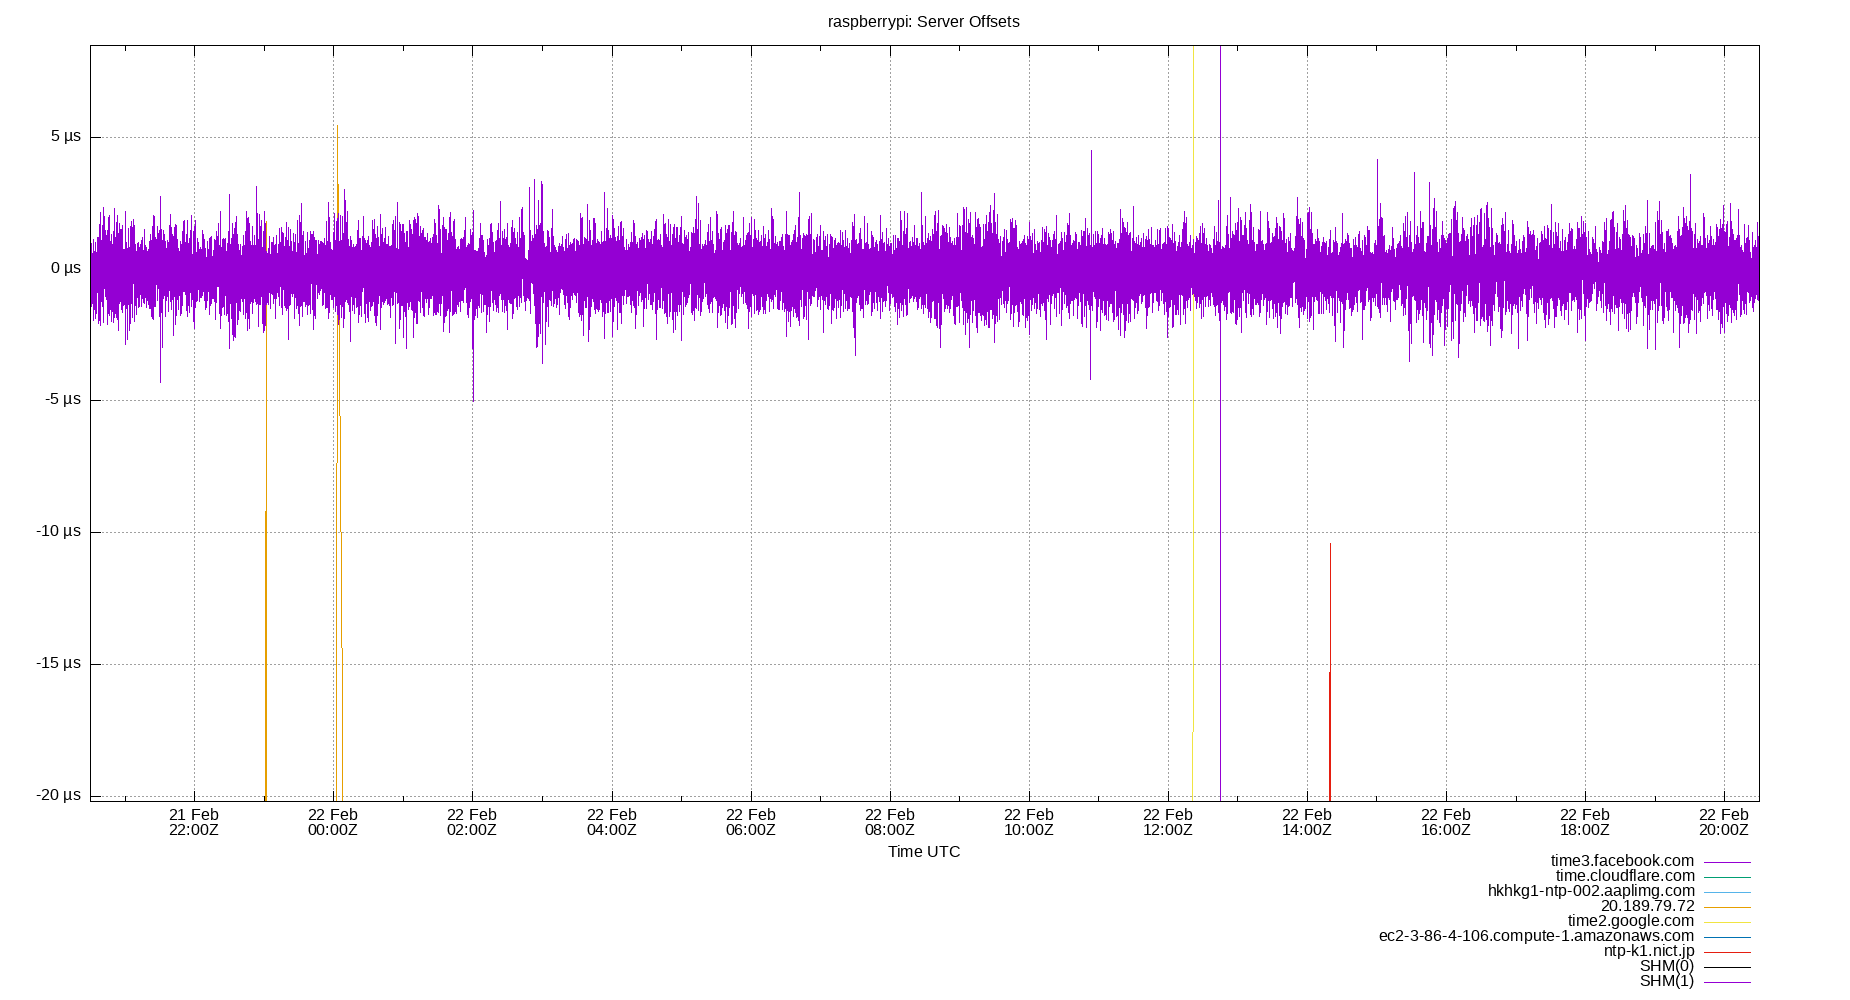 raspberrypi: Server Offsets
5 µs
0 µs
-5 µs
-10 µs
-15 µs
-20 µs
21 Feb 22 Feb 22 Feb 22 Feb 22 Feb 22 Feb 22 Feb 22 Feb 22 Feb 22 Feb 22 Feb 22 Feb
22:00Z 00:00Z 02:00Z 04:00Z 06:00Z 08:00Z 10:00Z 12:00Z 14:00Z 16:00Z 18:00Z 20:00Z
Time UTC
time3.facebook.com
time.cloudflare.com
hkhkg1-ntp-002.aaplimg.com
20.189.79.72
time2.google.com
ec2-3-86-4-106.compute-1.amazonaws.com
ntp-k1.nict.jp
SHM(0)
SHM(1)